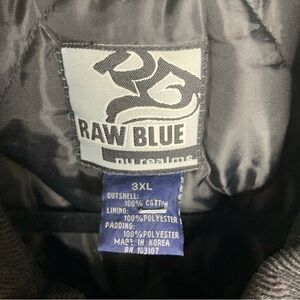 RAW BLUE
nu realms
3XL
OUTSHELL:
100% COTTON
LINING:
100%POLYESTER
PADDING:
100%POLYESTER
MADE IN KOREA
RN 103107